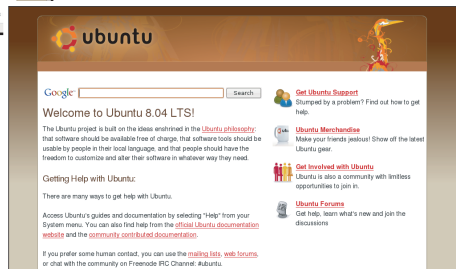 ubuntu
Google
Search
Welcome to Ubuntu 8.04 LTS!
The Ubuntu project is built on the ideas enshrined in the Ubuntu philosophy:
that software should be available free of charge, that software tools should be
usable by people in their local language, and that people should have the
freedom to customize and alter their software in whatever way they need.
Getting Help with Ubuntu:
There are many ways to get help with Ubuntu.
Access Ubuntu's guides and documentation by selecting "Help" from your
System menu. You can also find help from the official Ubuntu documentation
website and the community contributed documentation.
If you prefer some human contact, you can use the mailing lists, web forums,
or chat with the community on Freenode IRC Channel: #ubuntu.
Get Ubuntu Support
Stumped by a problem? Find out how to get
help.
Ubuntu Merchandise
Make your friends jealous! Show off the latest
Ubuntu gear.
Get Involved with Ubuntu
Ubuntu is also a community with limitless
opportunities to join in.
Ubuntu Forums
Get help, learn what's new and join the
discussions